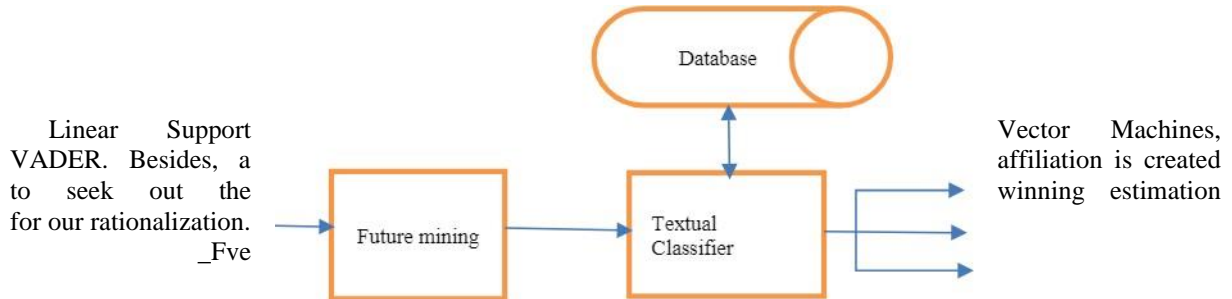 Database
Linear Support Vector Machines,
VADER. Besides, a affiliation is created
to seek out the winning estimation
for our rationalization.
_Fve
Future mining
Textual
Classifier